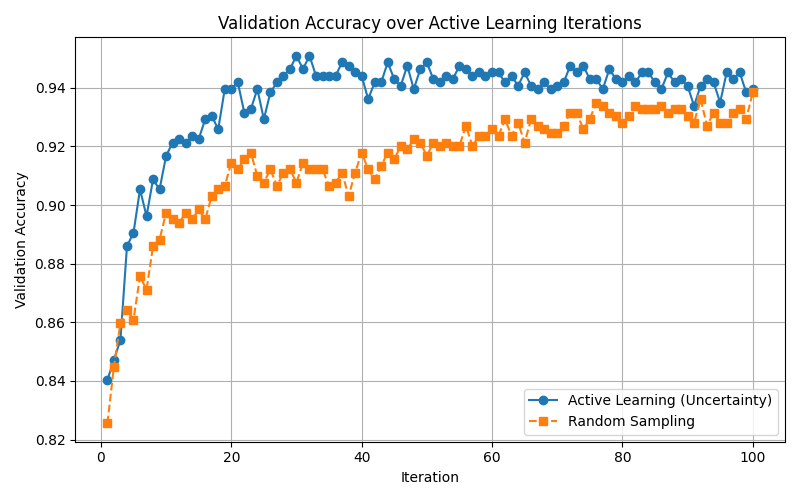 Validation Accuracy over Active Learning Iterations
Validation Accuracy
0.94
0.92
0.90
0.88
0.86
0.84
0.82
0 20 40 60 80 100
Iteration
Active Learning (Uncertainty)
Random Sampling